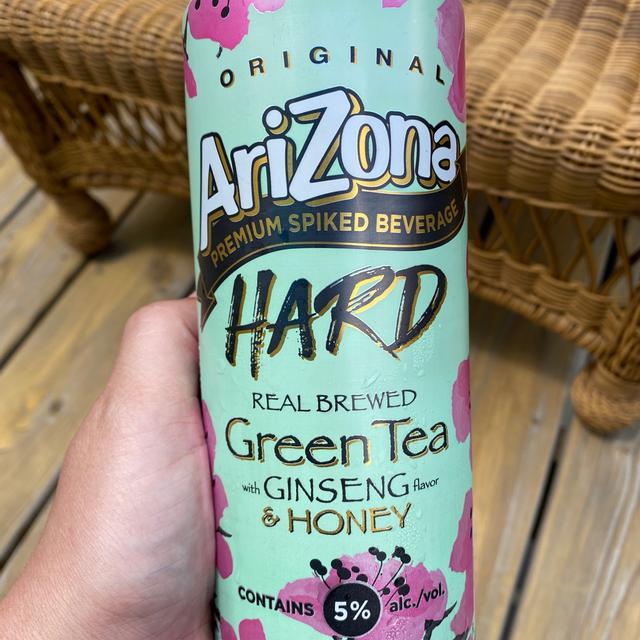 ORIGINAL
AriZona
PREMIUM SPIKED BEVERAGE
HARD
REAL BREWED
Green Tea
with GINSENG flavor
& HONEY
CONTAINS 5% alc./vol.